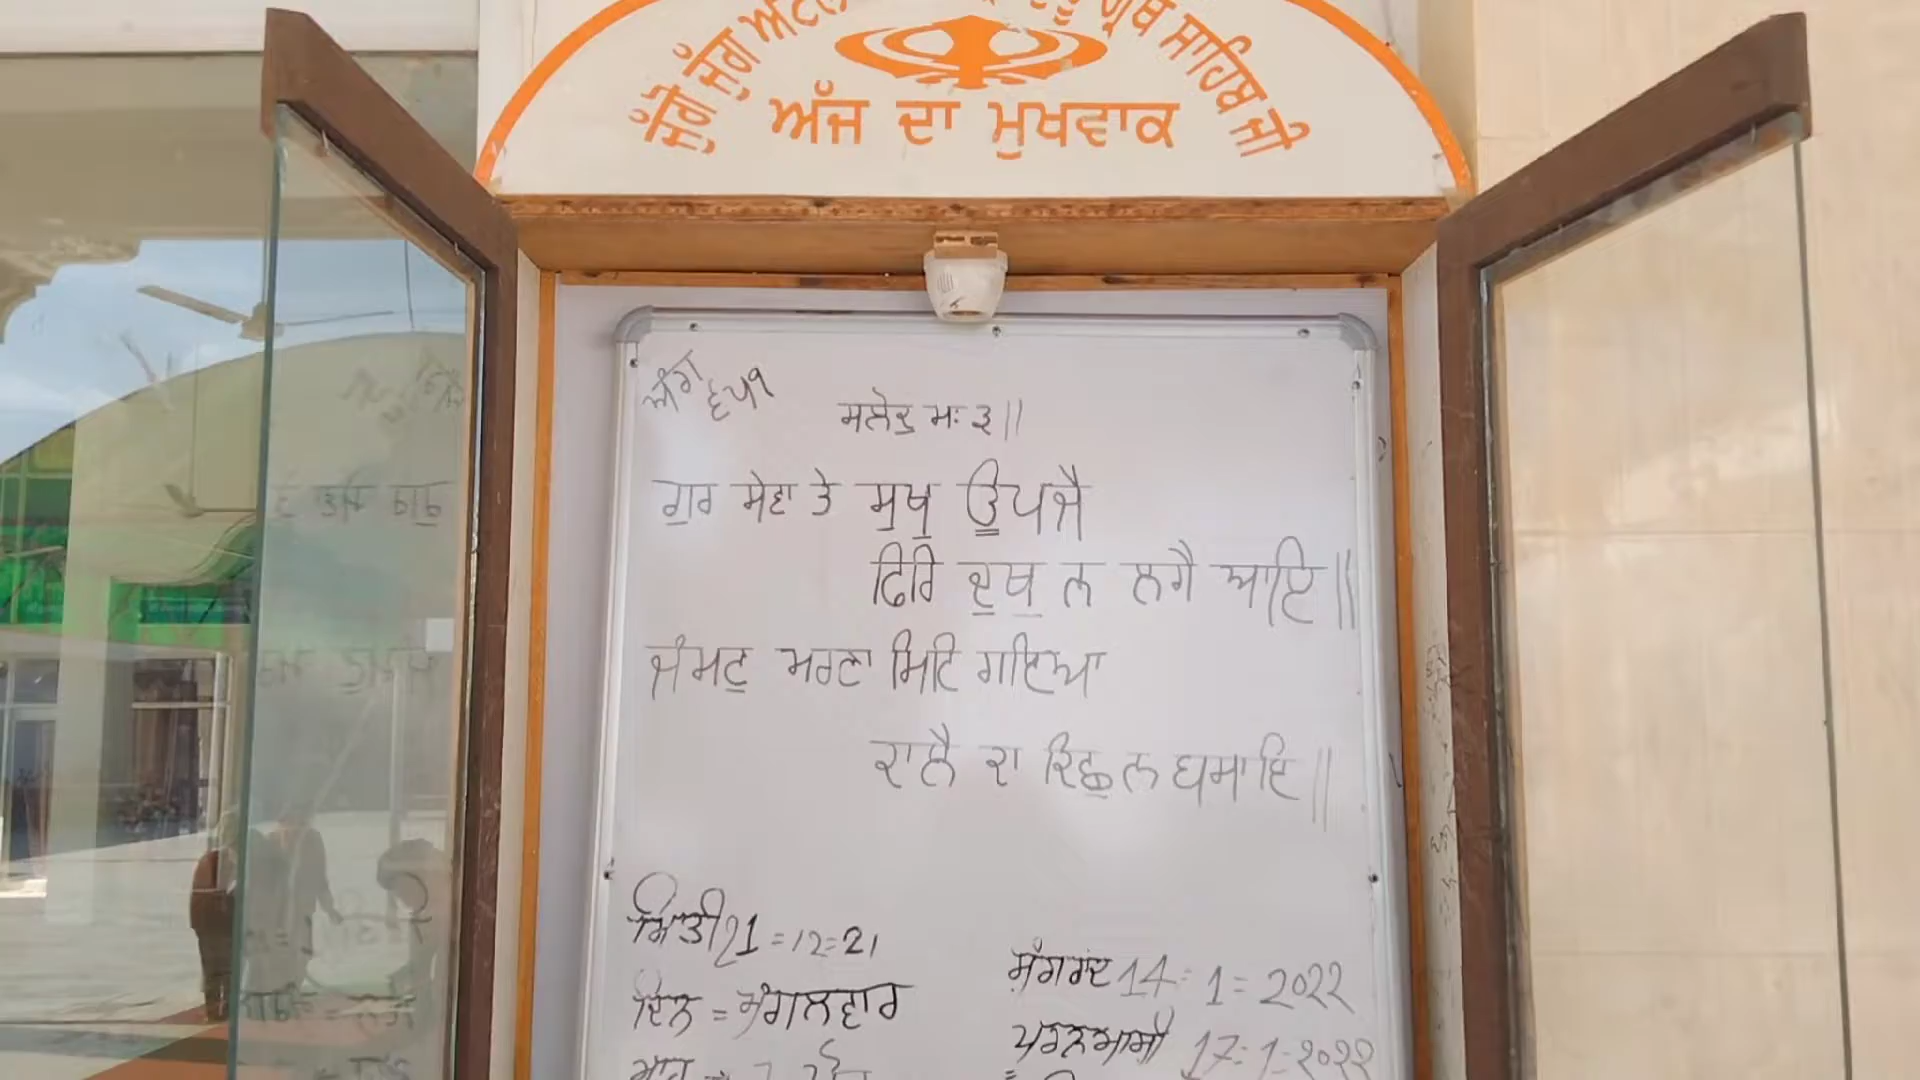 ਜੁੱਗੋ ਜੁੱਗ ਅਟੱਲ ਗ੍ਰੰਥ ਸਾਹਿਬ ਜੀ
ਅੱਜ ਦਾ ਮੁਖਵਾਕ
ਅੰਗ ੬੫੧
ਸਲੋਕੁ ਮਃ ੩॥
ਗੁਰ ਸੇਵਾ ਤੇ ਸੁਖੁ ਊਪਜੈ
ਫਿਰਿ ਦੁਖੁ ਨ ਲਗੈ ਆਇ॥
ਜੰਮਣੁ ਮਰਣਾ ਮਿਟਿ ਗਇਆ
ਕਾਲੈ ਕਾ ਕਿਛੁ ਨ ਬਸਾਇ॥
ਮਿਤੀ 21=12=21
ਸੰਗਰਾਂਦ 14=1=2022
ਦਿਨ = ਮੰਗਲਵਾਰ
ਪੂਰਨਮਾਸ਼ੀ 17=1=2022